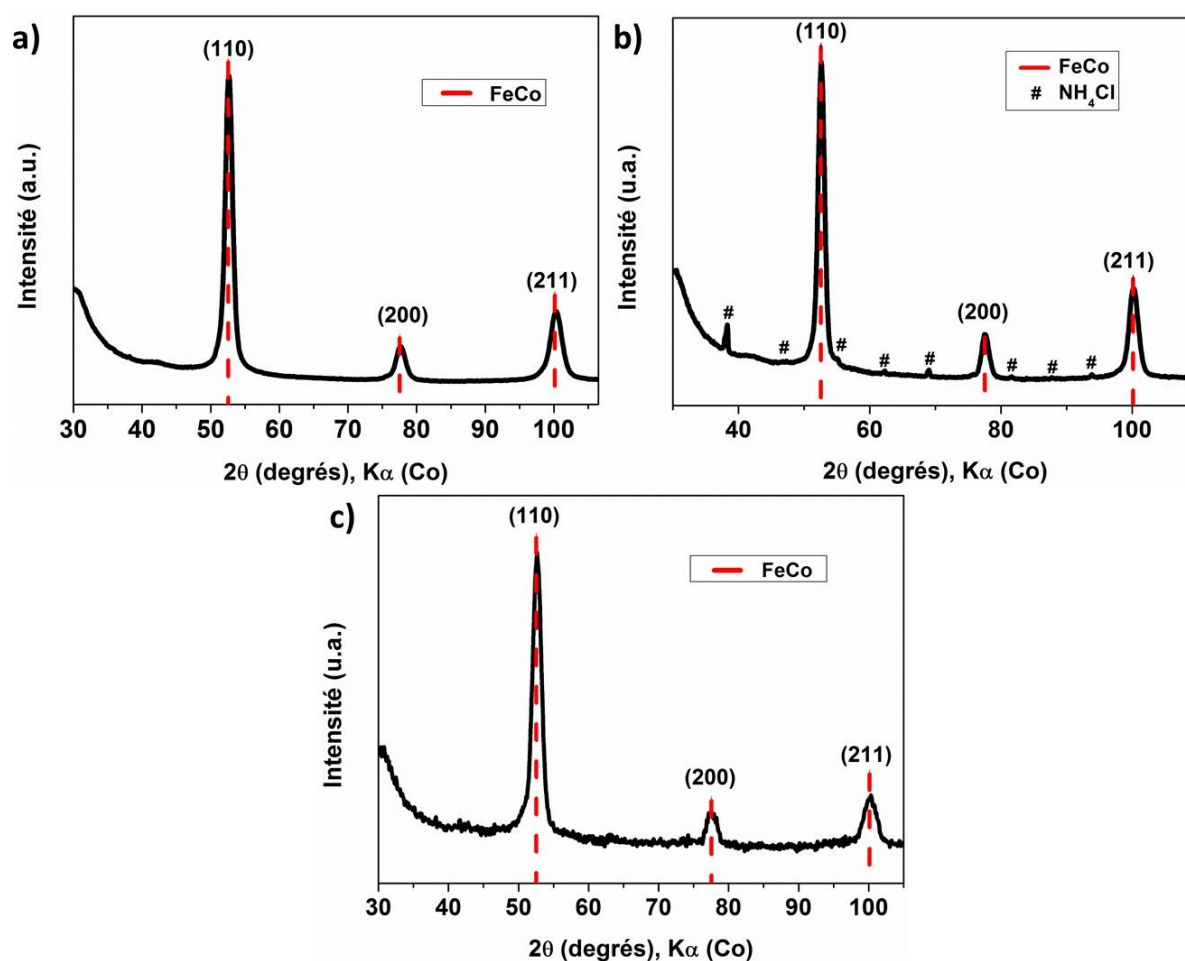 a)
(110)
FeCo
(200)
(211)
Intensité (a.u.)
30 40 50 60 70 80 90 100
2θ (degrés), Kα (Co)
b)
(110)
FeCo
# NH₄Cl
(211)
(200)
# # # # # # # #
Intensité (u.a.)
40 60 80 100
2θ (degrés), Kα (Co)
c)
(110)
FeCo
(200)
(211)
Intensité (u.a.)
30 40 50 60 70 80 90 100
2θ (degrés), Kα (Co)